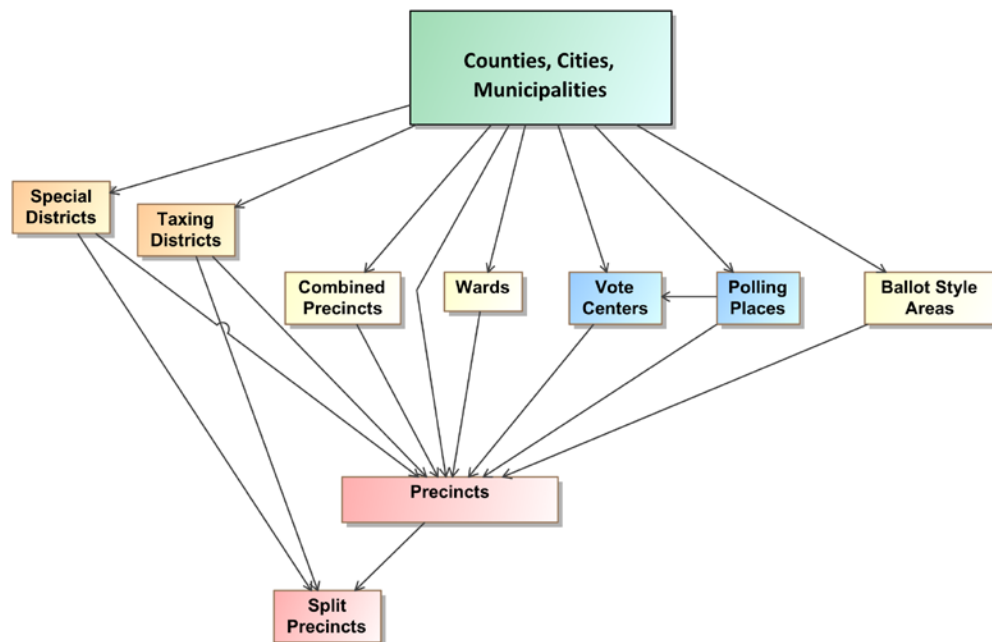 Counties, Cities,
Municipalities
Special
Districts
Taxing
Districts
Combined
Precincts
Wards
Vote
Centers
Polling
Places
Ballot Style
Areas
Precincts
Split
Precincts